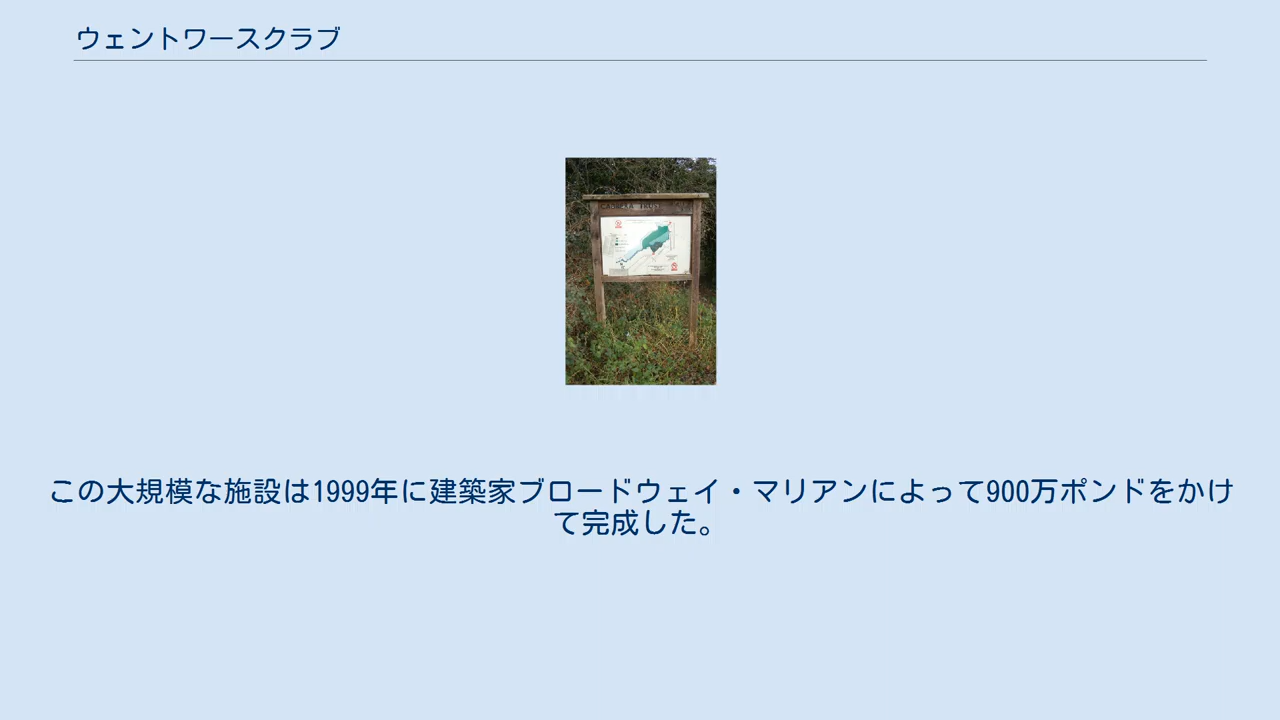 ウェントワースクラブ
この大規模な施設は1999年に建築家ブロードウェイ・マリアンによって900万ポンドをかけ
て完成した。